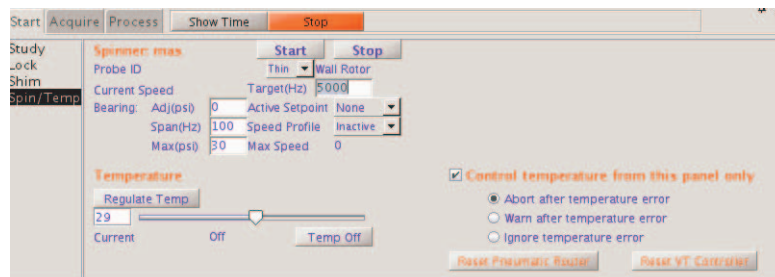 Start Acquire Process Show Time Stop
Study
Lock
Shim
Spin/Temp
Spinner: mas Start Stop
Probe ID Thin Wall Rotor
Current Speed Target(Hz) 5000
Bearing: Adj(psi) 0 Active Setpoint None
Span(Hz) 100 Speed Profile Inactive
Max(psi) 30 Max Speed 0
Temperature
Regulate Temp
29
Current Off Temp Off
Control temperature from this panel only
Abort after temperature error
Warn after temperature error
Ignore temperature error
Reset Pneumatic Router Reset VT Controller